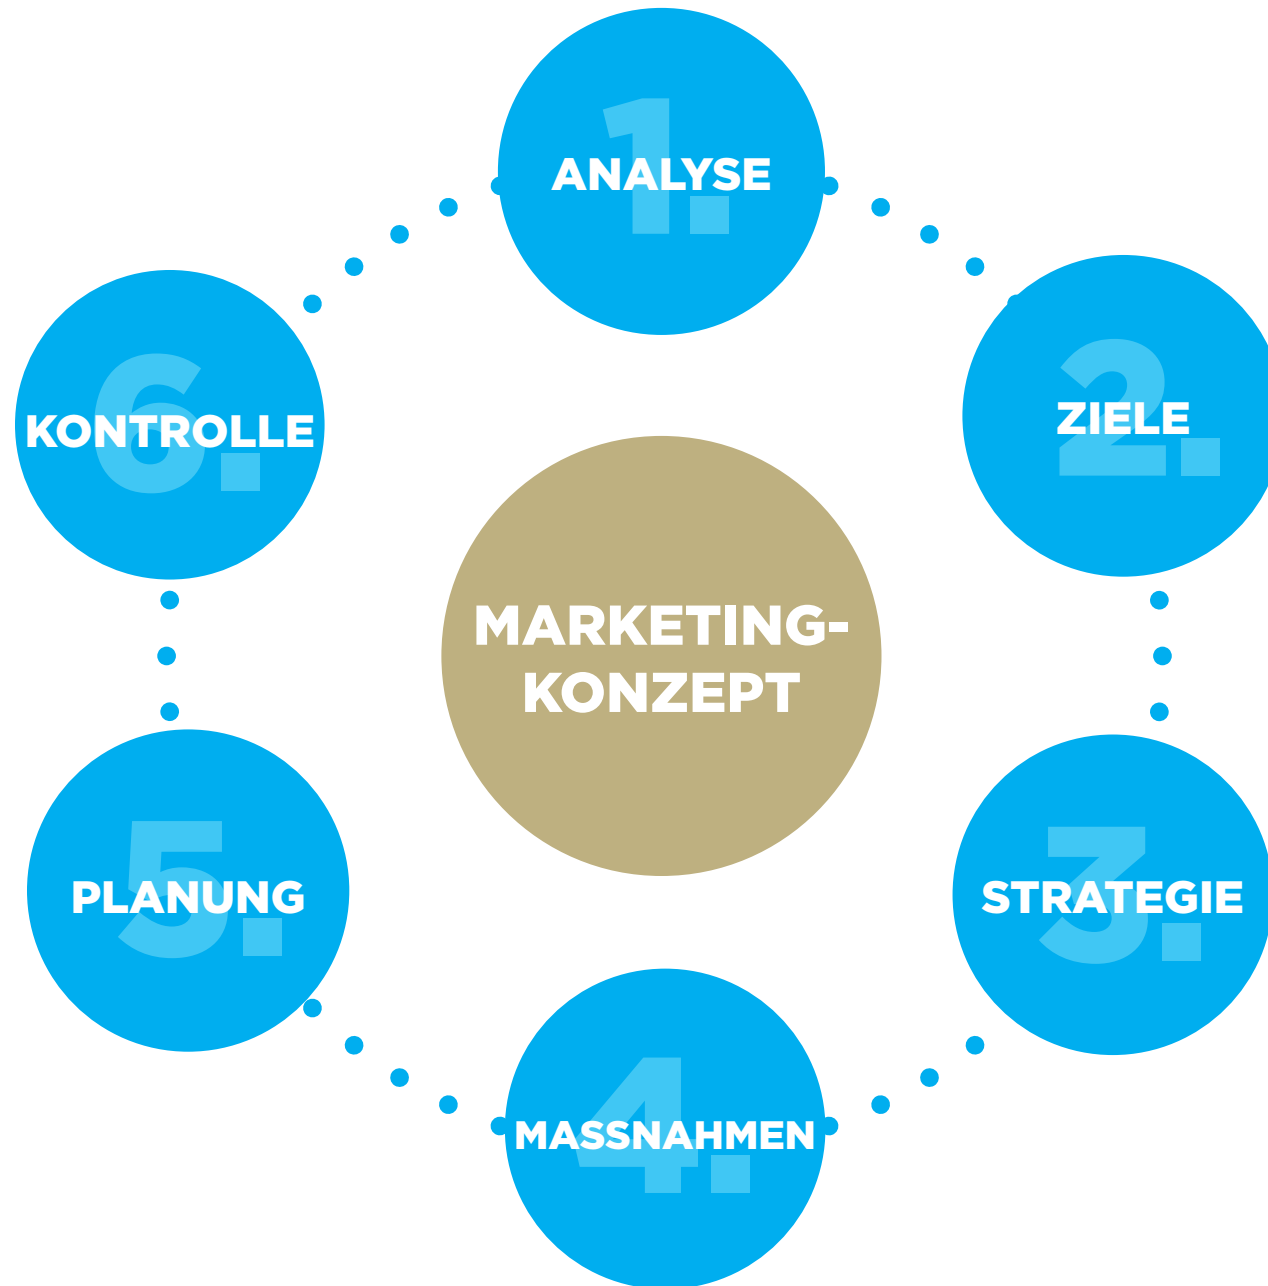 1.
ANALYSE
2.
ZIELE
3.
STRATEGIE
4.
MASSNAHMEN
5.
PLANUNG
6.
KONTROLLE
MARKETING-
KONZEPT